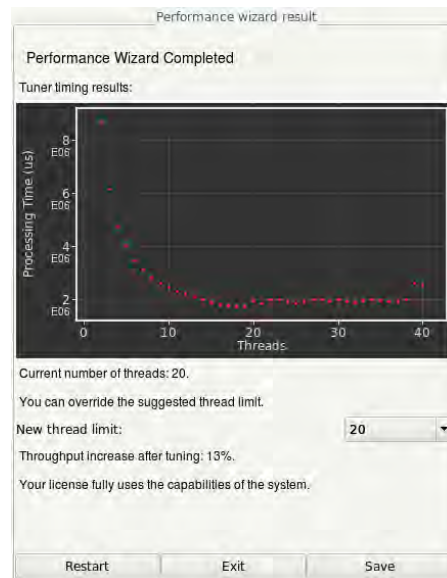 Performance wizard result
Performance Wizard Completed
Tuner timing results:
Processing Time (us)
8
E06
6
E06
4
E06
2
E06
0 10 20 30 40
Threads
Current number of threads: 20.
You can override the suggested thread limit.
New thread limit: 20
Throughput increase after tuning: 13%.
Your license fully uses the capabilities of the system.
Restart Exit Save